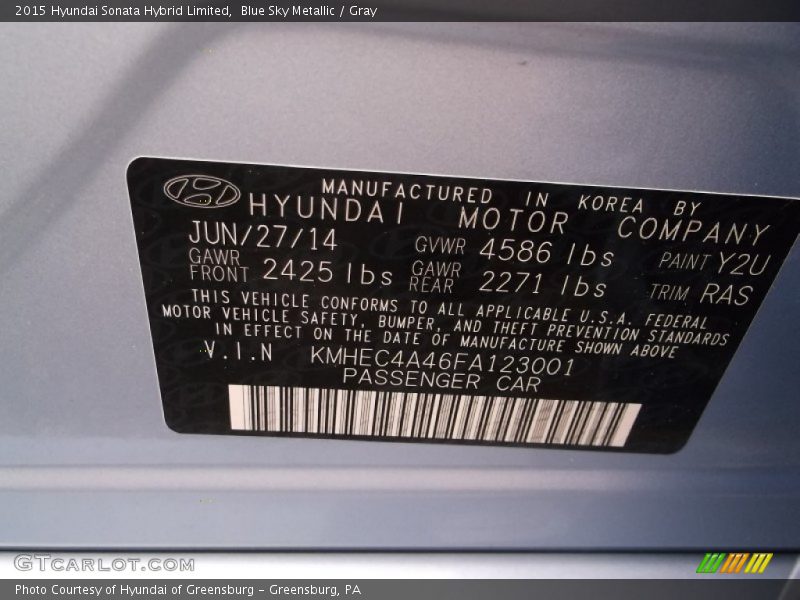 2015 Hyundai Sonata Hybrid Limited,  Blue Sky Metallic / Gray
MANUFACTURED IN KOREA BY
HYUNDAI MOTOR COMPANY
JUN/27/14 GVWR 4586 lbs PAINT Y2U
GAWR FRONT 2425 lbs GAWR REAR 2271 lbs TRIM RAS
THIS VEHICLE CONFORMS TO ALL APPLICABLE U.S.A. FEDERAL
MOTOR VEHICLE SAFETY, BUMPER, AND THEFT PREVENTION STANDARDS
IN EFFECT ON THE DATE OF MANUFACTURE SHOWN ABOVE
V.I.N KMHEC4A46FA123001
PASSENGER CAR
GTCARLOT.COM
Photo Courtesy of Hyundai of Greensburg - Greensburg, PA